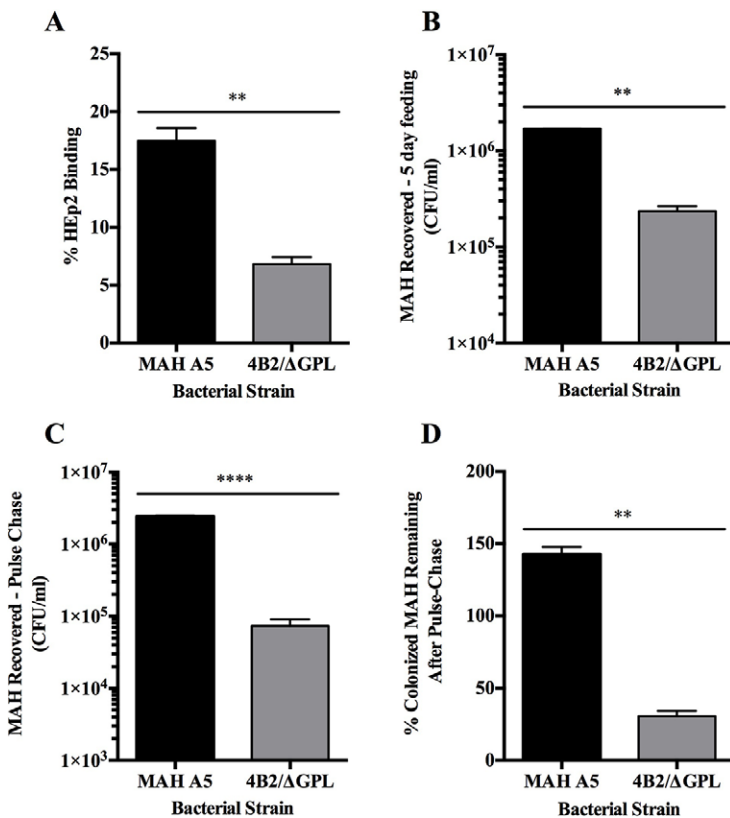 A
% HEp2 Binding
25
20
15
10
5
0
**
MAH A5
4B2/ΔGPL
Bacterial Strain
B
MAH Recovered - 5 day feeding
(CFU/ml)
1×10⁷
1×10⁶
1×10⁵
1×10⁴
**
MAH A5
4B2/ΔGPL
Bacterial Strain
C
MAH Recovered - Pulse Chase
(CFU/ml)
1×10⁷
1×10⁶
1×10⁵
1×10⁴
1×10³
****
MAH A5
4B2/ΔGPL
Bacterial Strain
D
% Colonized MAH Remaining
After Pulse-Chase
200
150
100
50
0
**
MAH A5
4B2/ΔGPL
Bacterial Strain